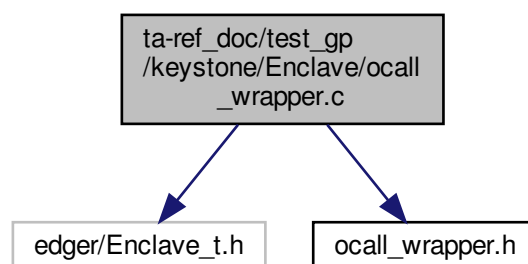 ta-ref_doc/test_gp
/keystone/Enclave/ocall
_wrapper.c
edger/Enclave_t.h
ocall_wrapper.h